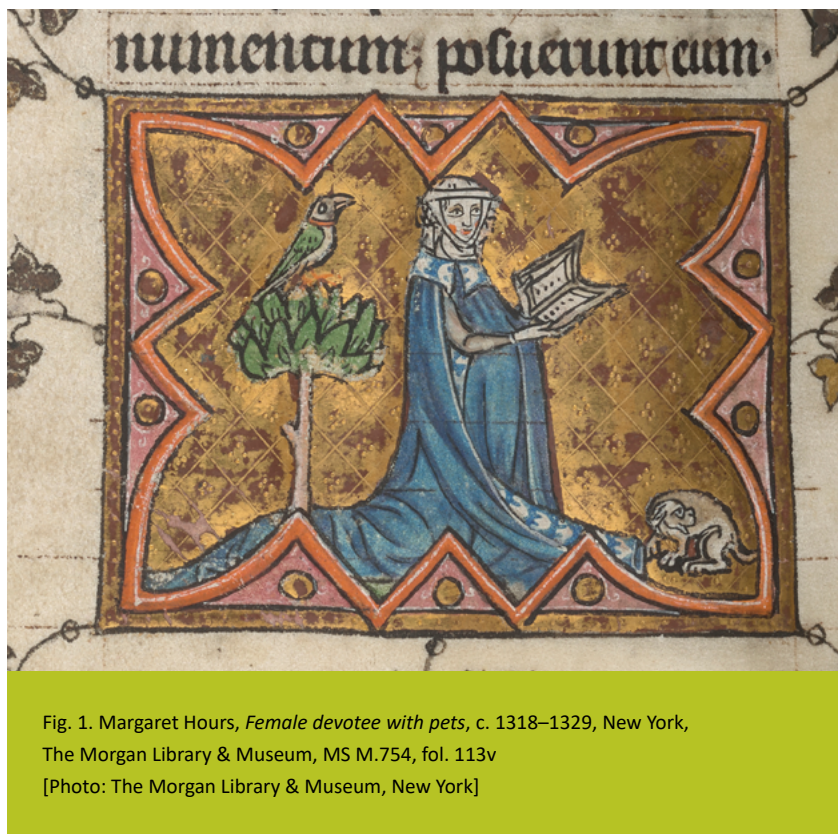 numentum; posuerunt eum.
Fig. 1. Margaret Hours, Female devotee with pets, c. 1318–1329, New York,
The Morgan Library & Museum, MS M.754, fol. 113v
[Photo: The Morgan Library & Museum, New York]